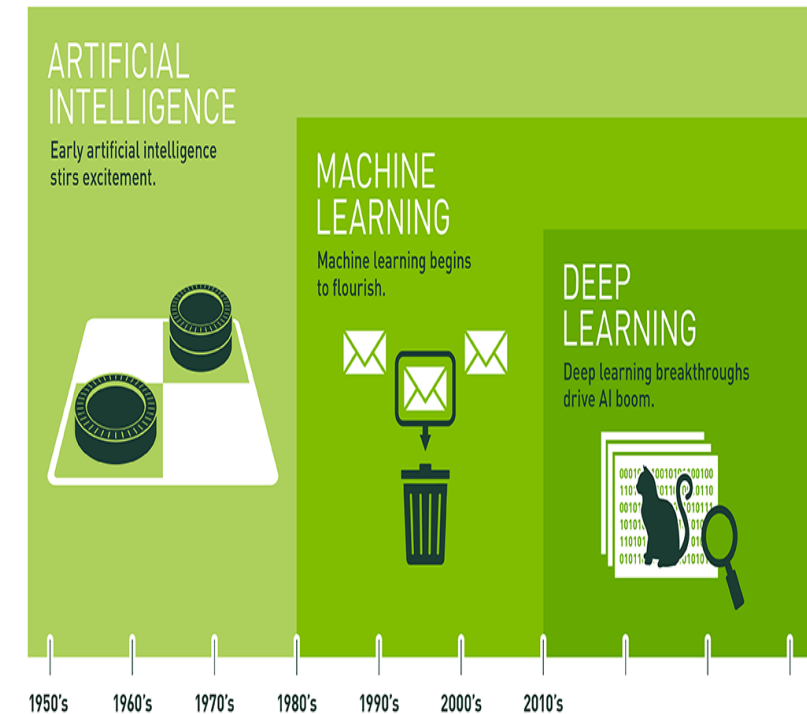 ARTIFICIAL
INTELLIGENCE
Early artificial intelligence
stirs excitement.
MACHINE
LEARNING
Machine learning begins
to flourish.
DEEP
LEARNING
Deep learning breakthroughs
drive AI boom.
1950's 1960's 1970's 1980's 1990's 2000's 2010's